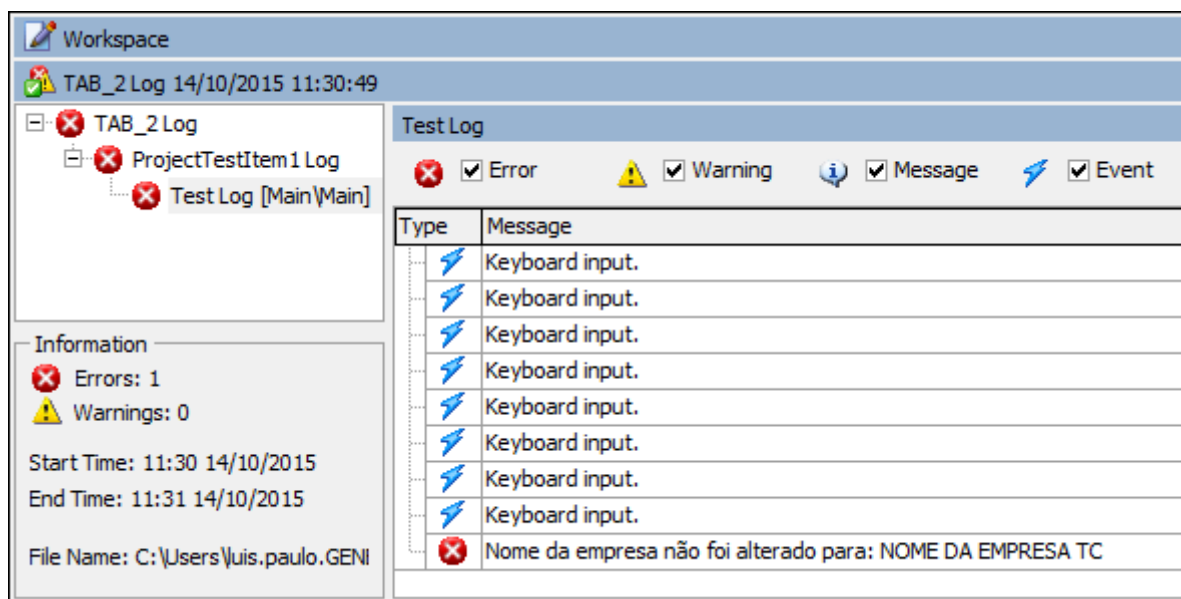 Workspace
TAB_2 Log 14/10/2015 11:30:49
TAB_2 Log
ProjectTestItem1 Log
Test Log [Main\Main]
Information
Errors: 1
Warnings: 0
Start Time: 11:30 14/10/2015
End Time: 11:31 14/10/2015
File Name: C:\Users\luis.paulo.GENI
Test Log
Error Warning Message Event
Type Message
Keyboard input.
Keyboard input.
Keyboard input.
Keyboard input.
Keyboard input.
Keyboard input.
Keyboard input.
Keyboard input.
Nome da empresa não foi alterado para: NOME DA EMPRESA TC